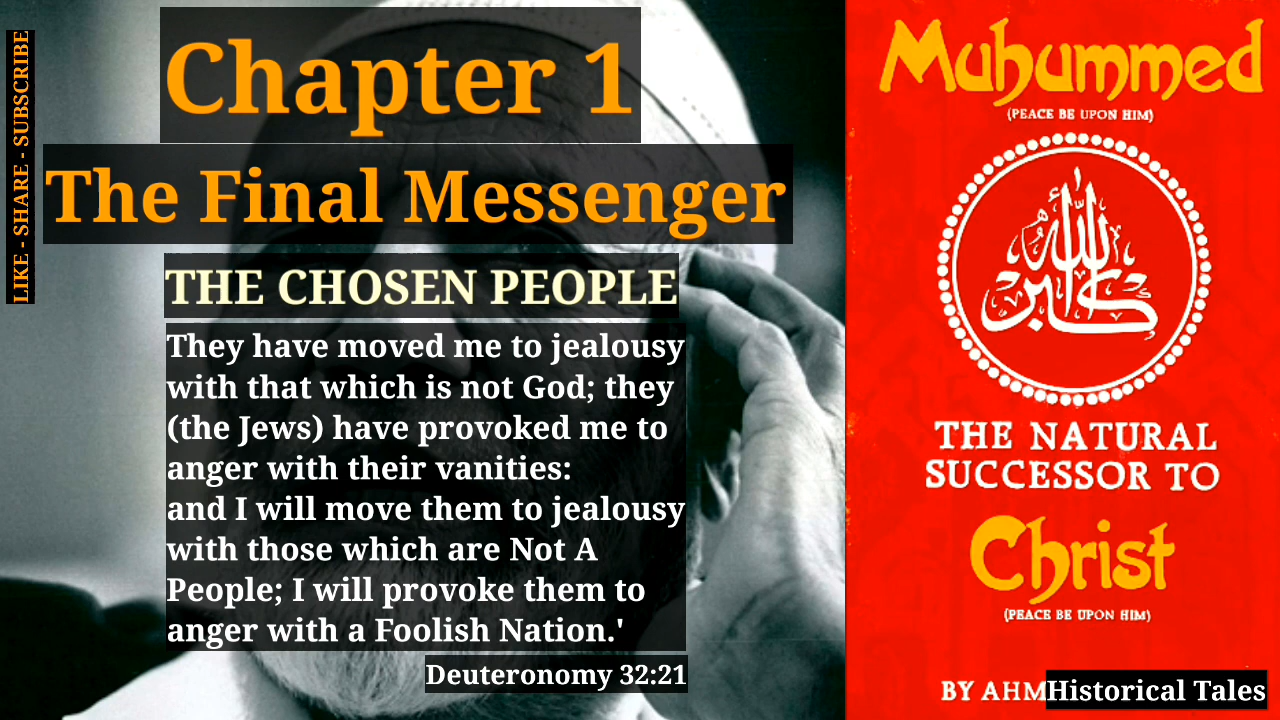 LIKE - SHARE - SUBSCRIBE
Chapter 1
The Final Messenger
THE CHOSEN PEOPLE
They have moved me to jealousy
with that which is not God; they
(the Jews) have provoked me to
anger with their vanities:
and I will move them to jealousy
with those which are Not A
People; I will provoke them to
anger with a Foolish Nation.'
Deuteronomy 32:21
Muhummed
(PEACE BE UPON HIM)
الله أكبر
THE NATURAL
SUCCESSOR TO
Christ
(PEACE BE UPON HIM)
BY AHM
Historical Tales